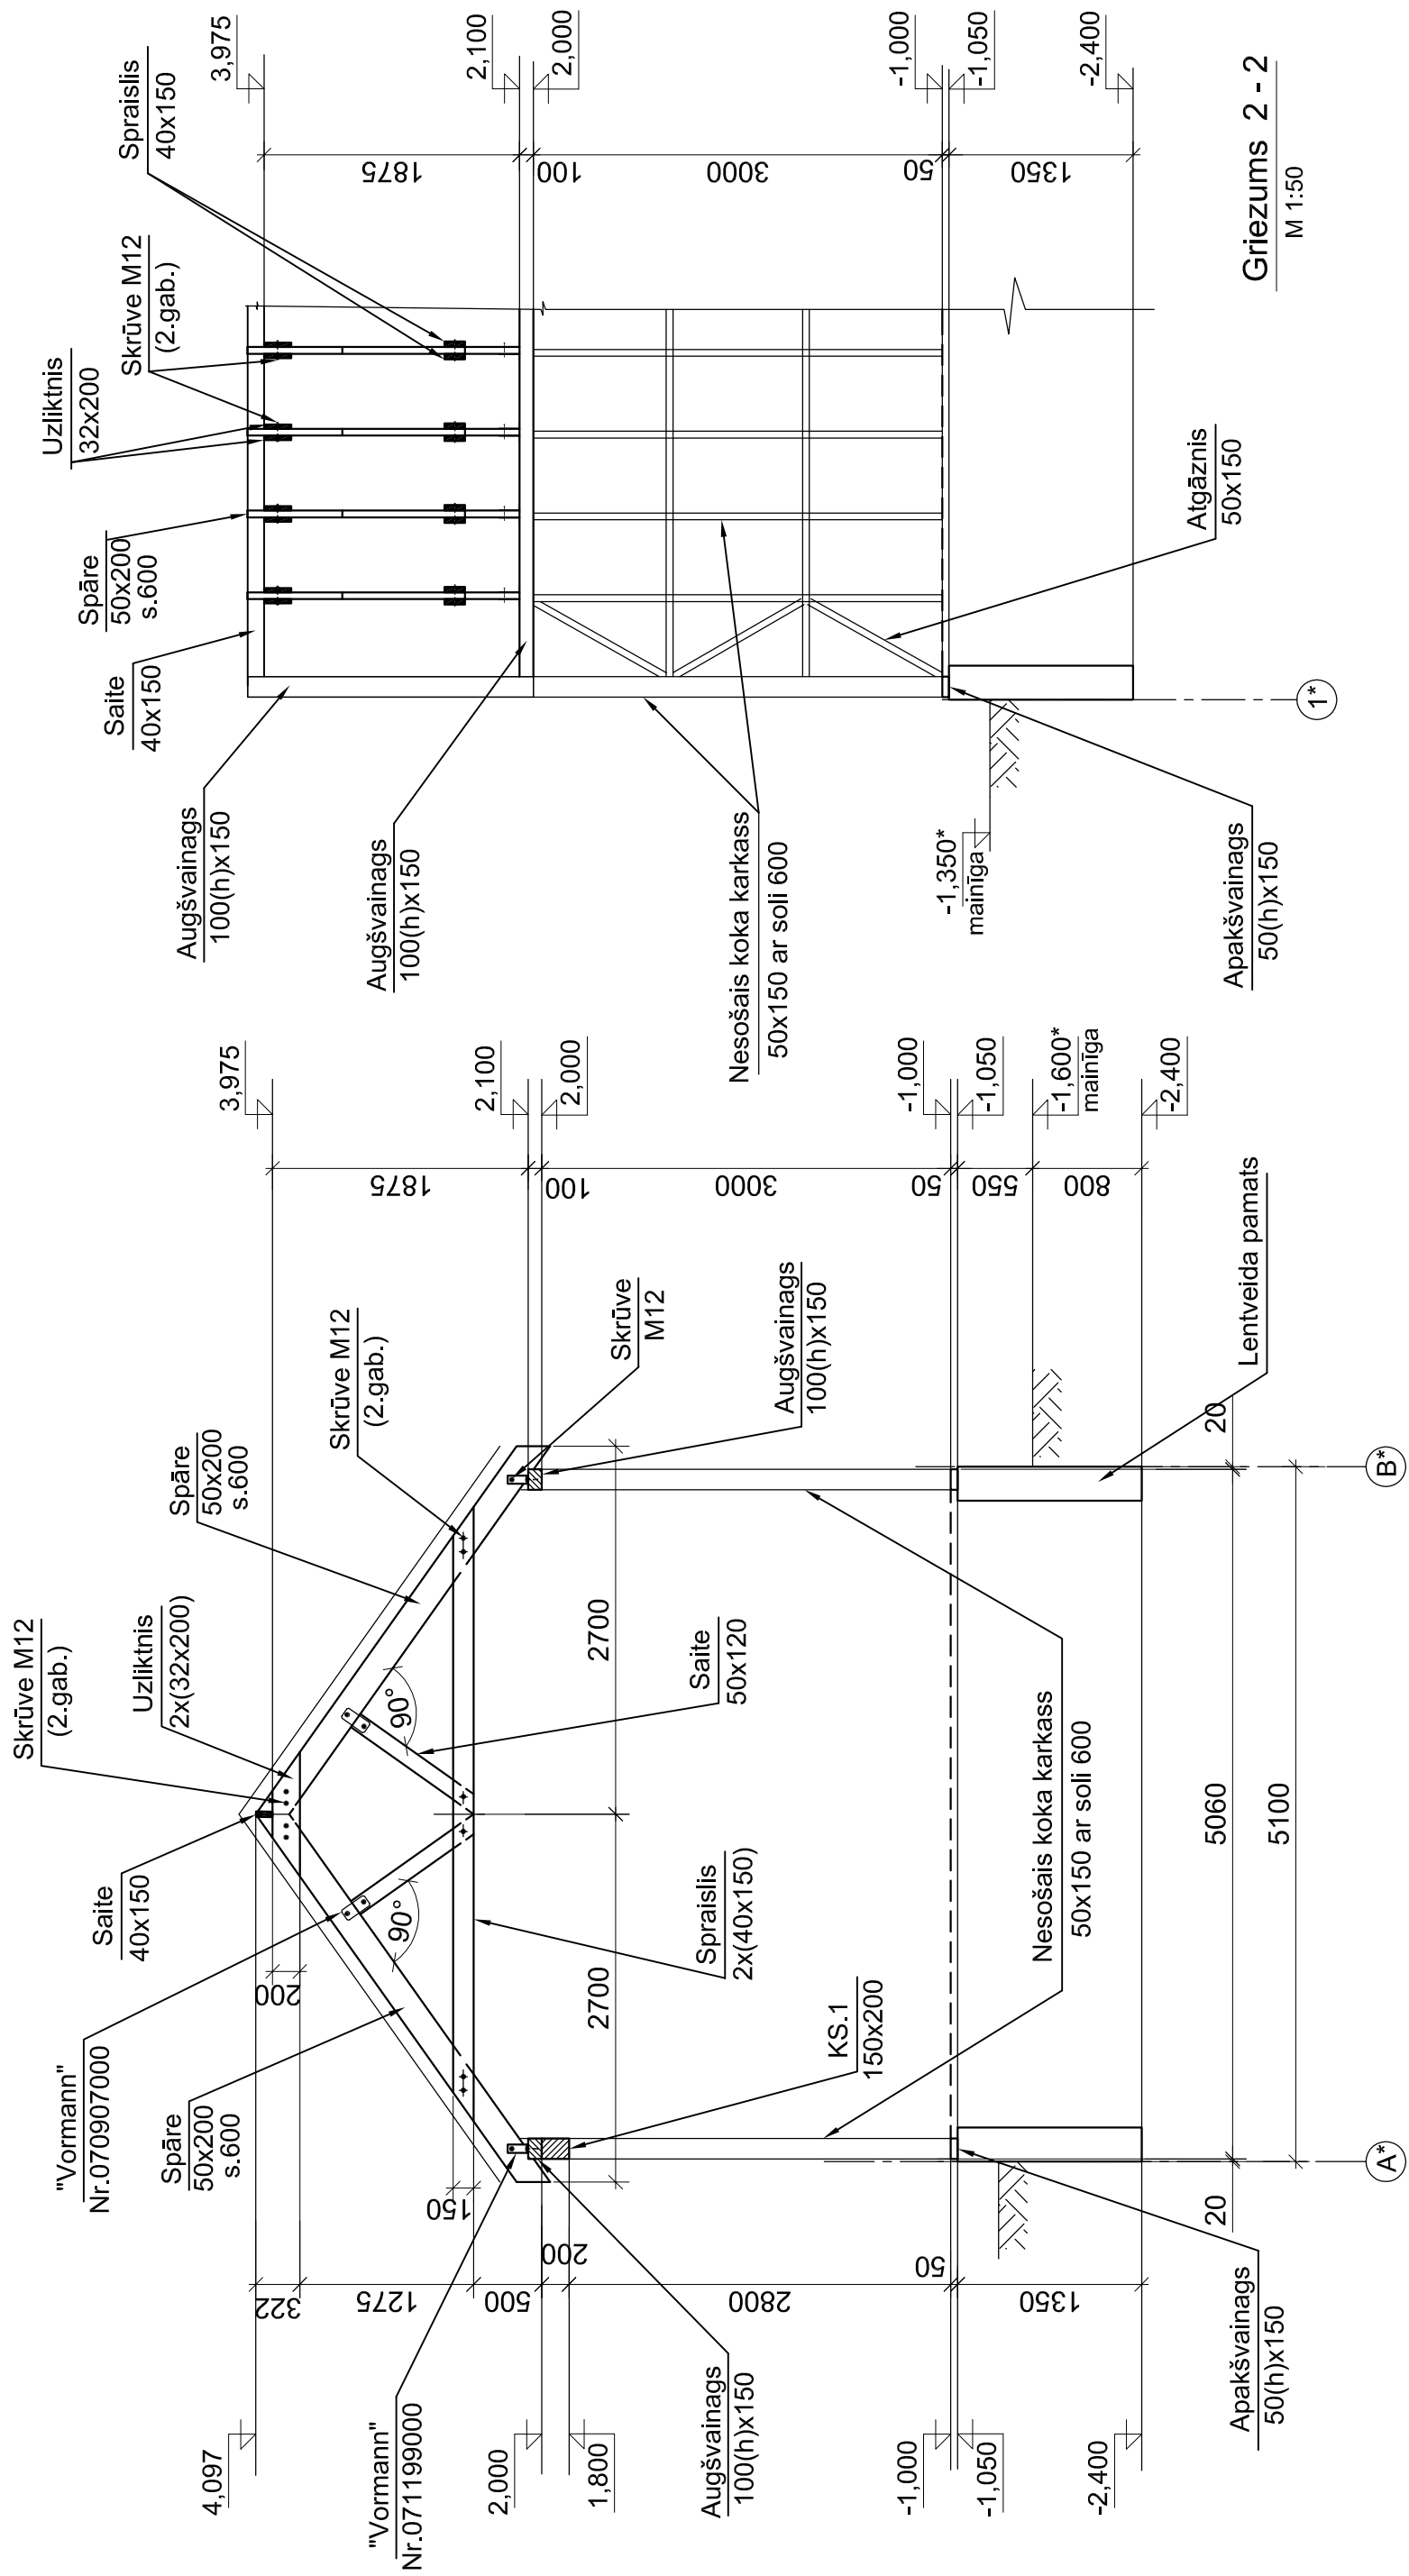 "Vormann"
Nr.070907000
Saite
40x150
Skrūve M12
(2.gab.)
Uzliktnis
2x(32x200)
Spāre
50x200
s.600
Skrūve M12
(2.gab.)
Spāre
50x200
s.600
Skrūve
M12
Augšvainags
100(h)x150
"Vormann"
Nr.071199000
Augšvainags
100(h)x150
KS.1
150x200
Spraislis
2x(40x150)
Saite
50x120
90°
90°
Nesošais koka karkass
50x150 ar soli 600
Apakšvainags
50(h)x150
Lentveida pamats
4,097
2,000
1,800
-1,000
-1,050
-2,400
322
1275
500
200
2800
50
1350
200
150
2700
2700
20
5060
20
5100
A*
B*
3,975
2,100
2,000
-1,000
-1,050
-1,600*
mainīga
-2,400
1875
100
3000
50
550
800
Augšvainags
100(h)x150
Saite
40x150
Spāre
50x200
s.600
Uzliktnis
32x200
Skrūve M12
(2.gab.)
Spraislis
40x150
Augšvainags
100(h)x150
Nesošais koka karkass
50x150 ar soli 600
-1,350*
mainīga
Apakšvainags
50(h)x150
Atgāznis
50x150
1*
3,975
2,100
2,000
-1,000
-1,050
-2,400
1875
100
3000
50
1350
Griezums 2 - 2
M 1:50